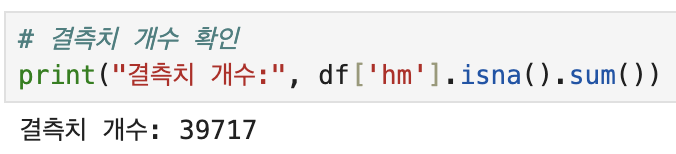 # 결측치 개수 확인
print("결측치 개수:", df['hm'].isna().sum())
결측치 개수: 39717